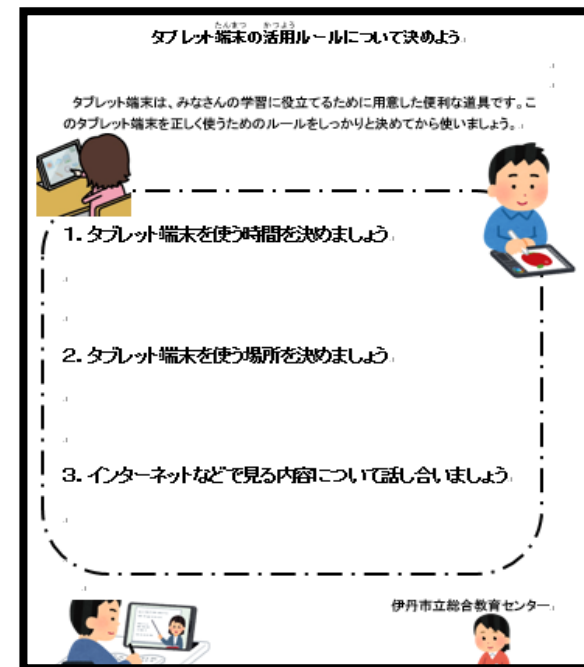 たんまつ かつよう
タブレット端末の活用ルールについて決めよう
タブレット端末は、みなさんの学習に役立てるために用意した便利な道具です。こ
のタブレット端末を正しく使うためのルールをしっかりと決めてから使いましょう。
1．タブレット端末を使う時間を決めましょう
2．タブレット端末を使う場所を決めましょう
3．インターネットなどで見る内容について話し合いましょう
伊丹市立総合教育センター